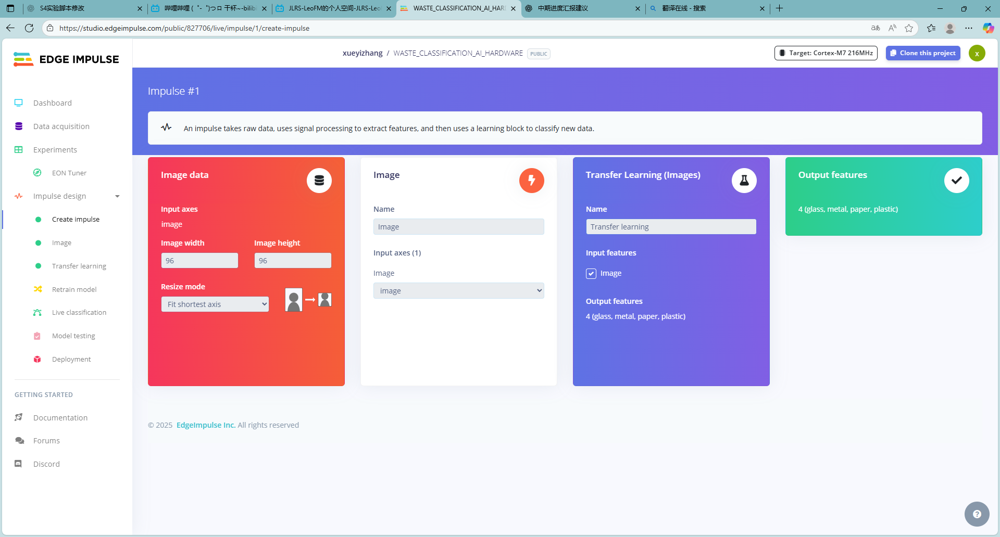 S4实验脚本修改
哔哩哔哩 (゜-゜)つロ 干杯~-bilibi
JLRS-LeoFM的个人空间-JLRS-Leo
WASTE_CLASSIFICATION_AI_HARD
中期进度汇报建议
翻译在线 - 搜索
https://studio.edgeimpulse.com/public/827706/live/impulse/1/create-impulse
EDGE IMPULSE
xueyizhang / WASTE_CLASSIFICATION_AI_HARDWARE PUBLIC
Target: Cortex-M7 216MHz
Clone this project
x
Dashboard
Data acquisition
Experiments
EON Tuner
Impulse design
Create impulse
Image
Transfer learning
Retrain model
Live classification
Model testing
Deployment
GETTING STARTED
Documentation
Forums
Discord
Impulse #1
An impulse takes raw data, uses signal processing to extract features, and then uses a learning block to classify new data.
Image data
Input axes
image
Image width
Image height
96
96
Resize mode
Fit shortest axis
Image
Name
Image
Input axes (1)
Image
image
Transfer Learning (Images)
Name
Transfer learning
Input features
Image
Output features
4 (glass, metal, paper, plastic)
Output features
4 (glass, metal, paper, plastic)
© 2025 EdgeImpulse Inc. All rights reserved